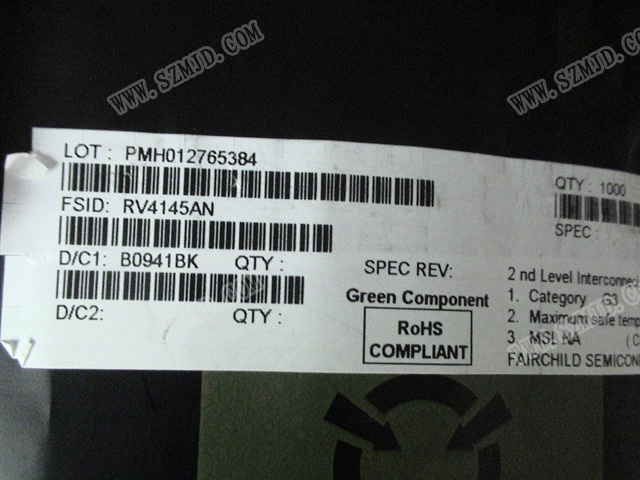 WWW.SZMJD.COM
WWW.SZMJD.COM
LOT : PMH012765384
QTY : 1000
FSID: RV4145AN
SPEC :
D/C1: B0941BK QTY :
SPEC REV:
2 nd Level Interconnec
Green Component
1. Category G3
D/C2: QTY :
RoHS COMPLIANT
2. Maximum safe temp
3. MSL NA (C
FAIRCHILD SEMICON